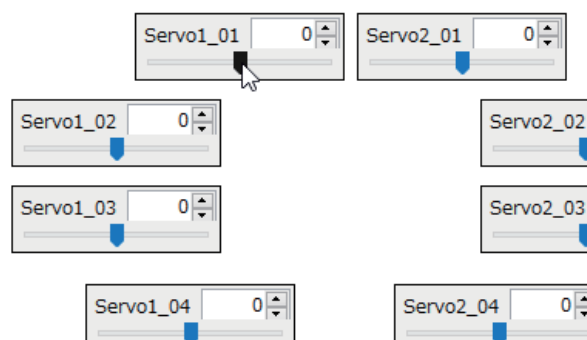 Servo1_01 0 Servo2_01 0
Servo1_02 0 Servo2_02
Servo1_03 0 Servo2_03
Servo1_04 0 Servo2_04 0